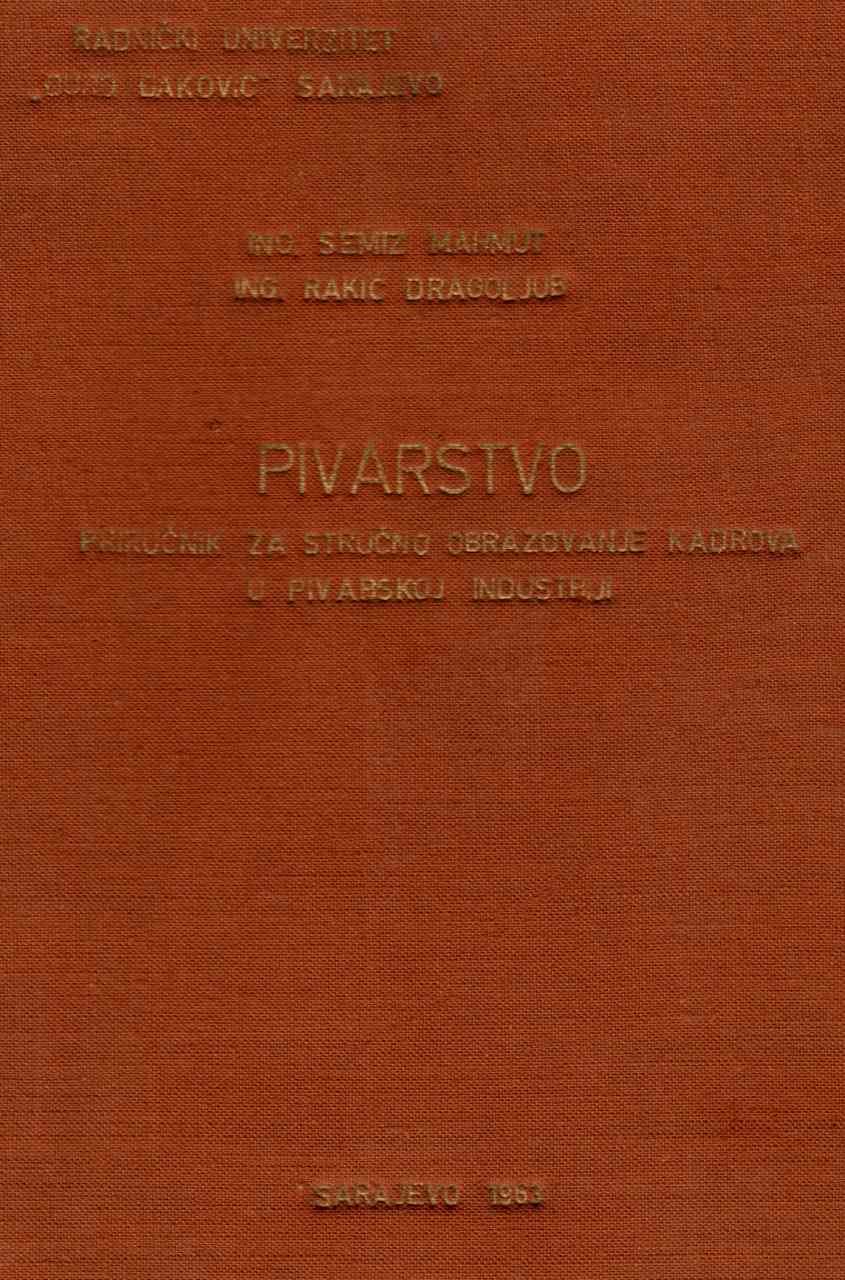 RADNIČKI UNIVERZITET
„ĐURO ĐAKOVIĆ“ SARAJEVO
ING. SEMIZ MAHMUT
ING. RAKIĆ DRAGOLJUB
PIVARSTVO
PRIRUČNIK ZA STRUČNO OBRAZOVANJE KADROVA
U PIVARSKOJ INDUSTRIJI
SARAJEVO 1963